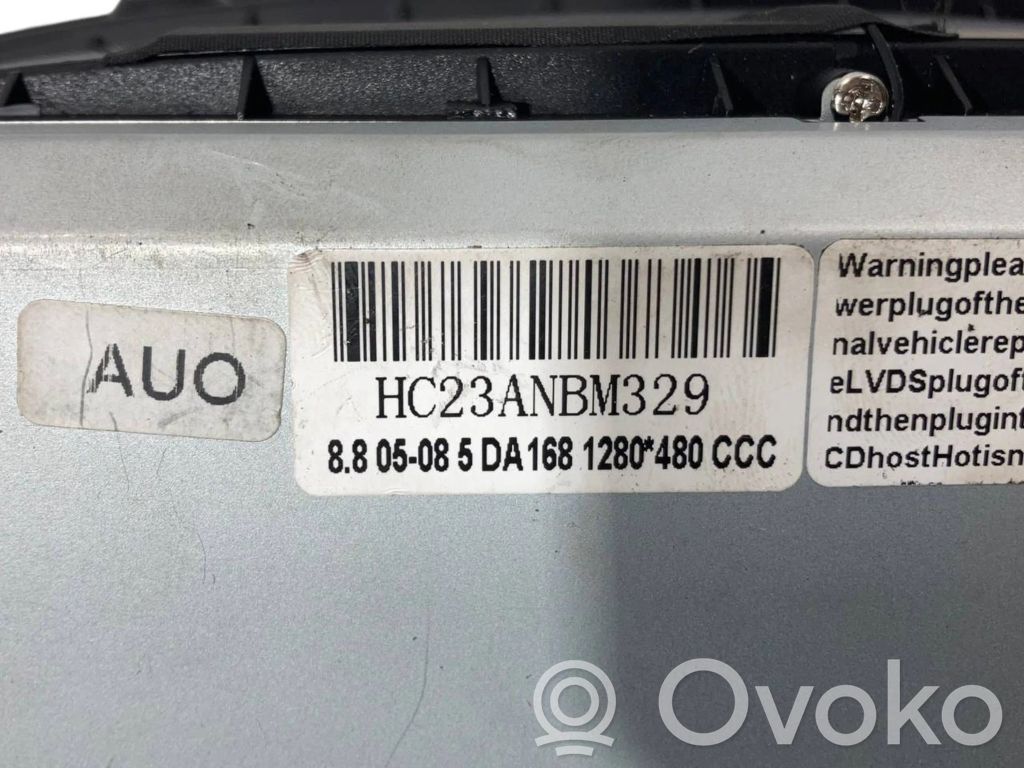 AUO
HC23ANBM329
8.8 05-08 5 DA168 1280*480 CCC
Warningplea
werplugofthe
nalvehiclerep
eLVDSplugoft
ndthenplugint
CDhostHotisn
Ovoko